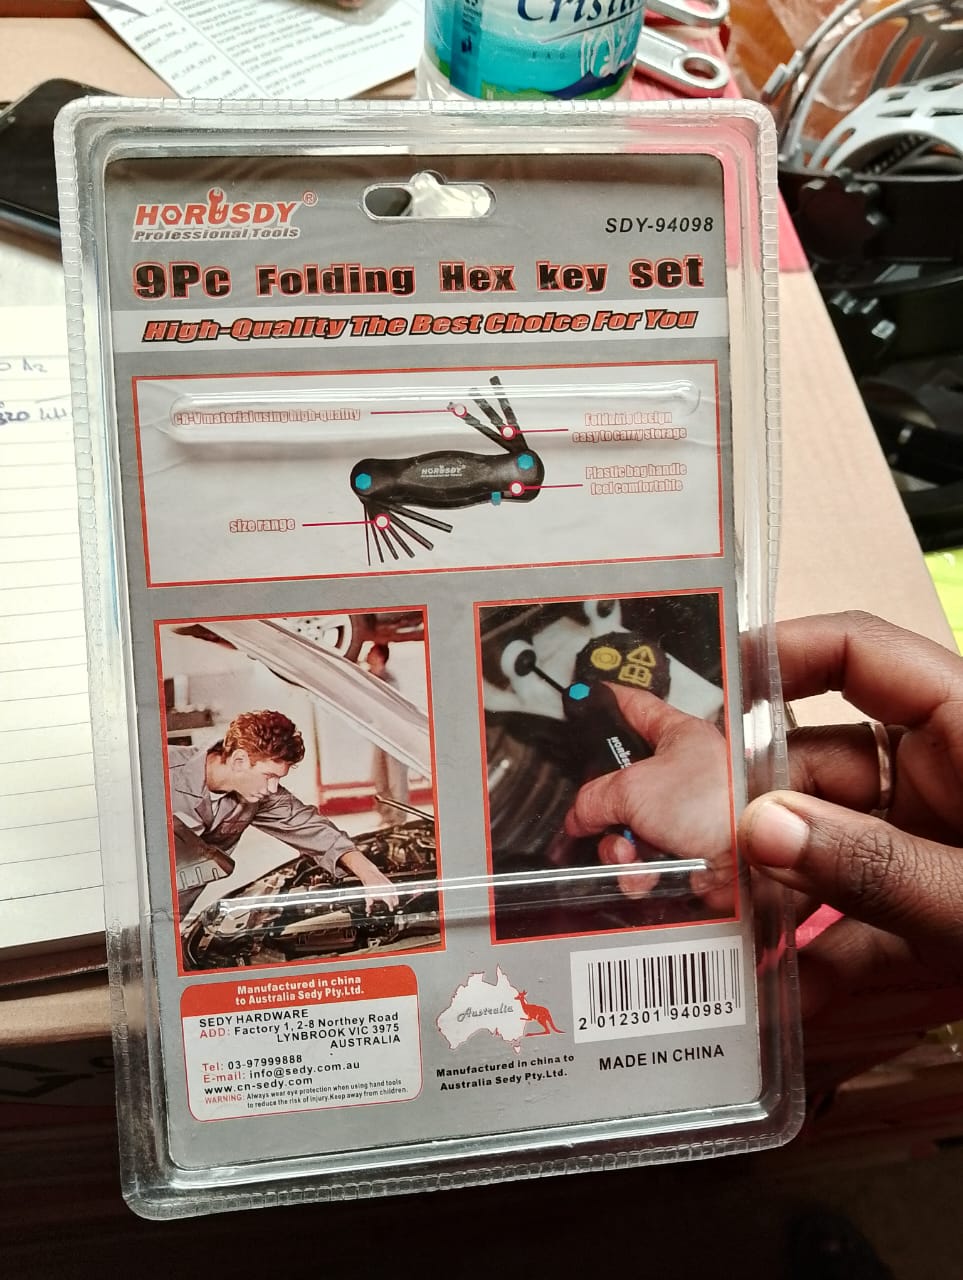 Crista
HORUSDY®
Professional Tools
SDY-94098
9Pc Folding Hex key set
High-Quality The Best Choice For You
CR-V material using high-quality
Foldable design
easy to carry storage
HORUSDY
Plastic bag handle
feel comfortable
size range
HORUSDY
Manufactured in china
to Australia Sedy Pty.Ltd.
SEDY HARDWARE
ADD: Factory 1, 2-8 Northey Road
LYNBROOK VIC 3975
AUSTRALIA
Tel: 03-97999888
E-mail: info@sedy.com.au
www.cn-sedy.com
WARNING: Always wear eye protection when using hand tools
to reduce the risk of injury.Keep away from children.
Australia
Manufactured in china to
Australia Sedy Pty.Ltd.
2 012301 940983
MADE IN CHINA